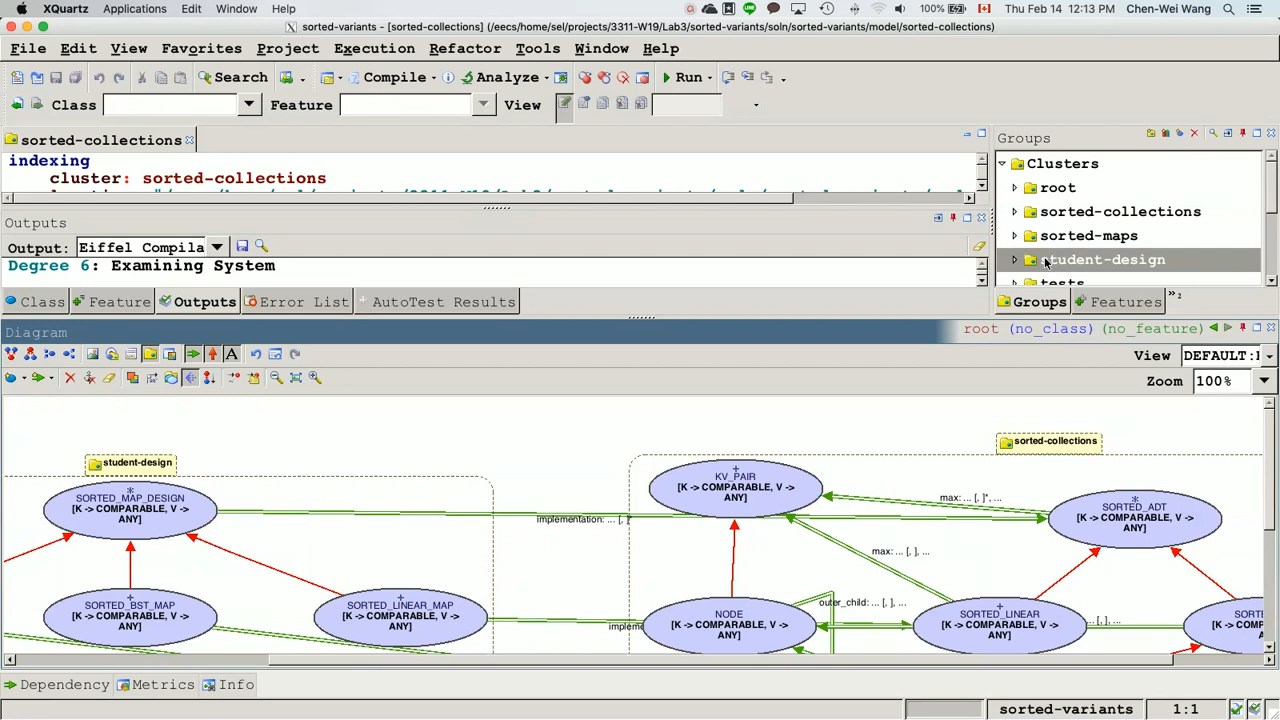 XQuartz Applications Edit Window Help 100% Thu Feb 14 12:13 PM Chen-Wei Wang
sorted-variants - [sorted-collections] (/eecs/home/sel/projects/3311-W19/Lab3/sorted-variants/soln/sorted-variants/model/sorted-collections)
File Edit View Favorites Project Execution Refactor Tools Window Help
Search Compile Analyze Run
Class Feature View
sorted-collections
indexing
cluster: sorted-collections
Groups
Clusters
root
sorted-collections
sorted-maps
student-design
tests
Outputs
Output: Eiffel Compila
Degree 6: Examining System
Class Feature Outputs Error List AutoTest Results
Groups Features »2
Diagram root (no_class) (no_feature)
View DEFAULT:
Zoom 100%
student-design
*
SORTED_MAP_DESIGN
[K -> COMPARABLE, V ->
ANY]
implementation: ... [, ]*
+
SORTED_BST_MAP
[K -> COMPARABLE, V ->
ANY]
+
SORTED_LINEAR_MAP
[K -> COMPARABLE, V ->
ANY]
sorted-collections
+
KV_PAIR
[K -> COMPARABLE, V ->
ANY]
max: ... [, ]*, ...
*
SORTED_ADT
[K -> COMPARABLE, V ->
ANY]
max: ... [, ], ...
outer_child: ... [, ], ...
NODE
[K -> COMPARABLE, V ->
ANY]
+
SORTED_LINEAR
[K -> COMPARABLE, V ->
ANY]
Dependency Metrics Info
sorted-variants 1:1